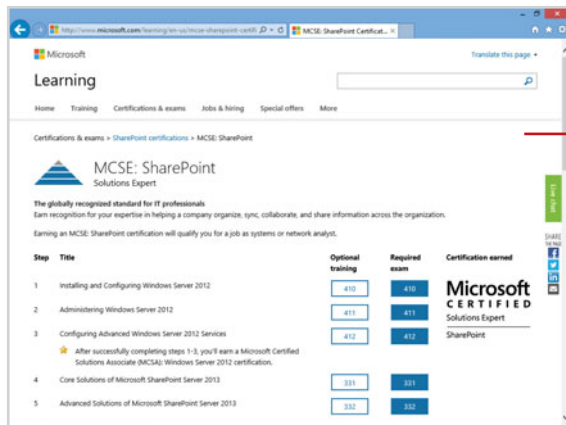 http://www.microsoft.com/learning/en-us/mcse-sharepoint-certi
MCSE: SharePoint Certificat...
Microsoft
Translate this page
Learning
Home Training Certifications & exams Jobs & hiring Special offers More
Certifications & exams > SharePoint certifications > MCSE: SharePoint
MCSE: SharePoint
Solutions Expert
The globally recognized standard for IT professionals
Earn recognition for your expertise in helping a company organize, sync, collaborate, and share information across the organization.
Earning an MCSE: SharePoint certification will qualify you for a job as systems or network analyst.
Step Title Optional training Required exam Certification earned
1 Installing and Configuring Windows Server 2012 410 410
2 Administering Windows Server 2012 411 411
3 Configuring Advanced Windows Server 2012 Services 412 412
After successfully completing steps 1-3, you'll earn a Microsoft Certified
Solutions Associate (MCSA): Windows Server 2012 certification.
4 Core Solutions of Microsoft SharePoint Server 2013 331 331
5 Advanced Solutions of Microsoft SharePoint Server 2013 332 332
Microsoft
CERTIFIED
Solutions Expert
SharePoint
Live chat
SHARE
THE PAGE